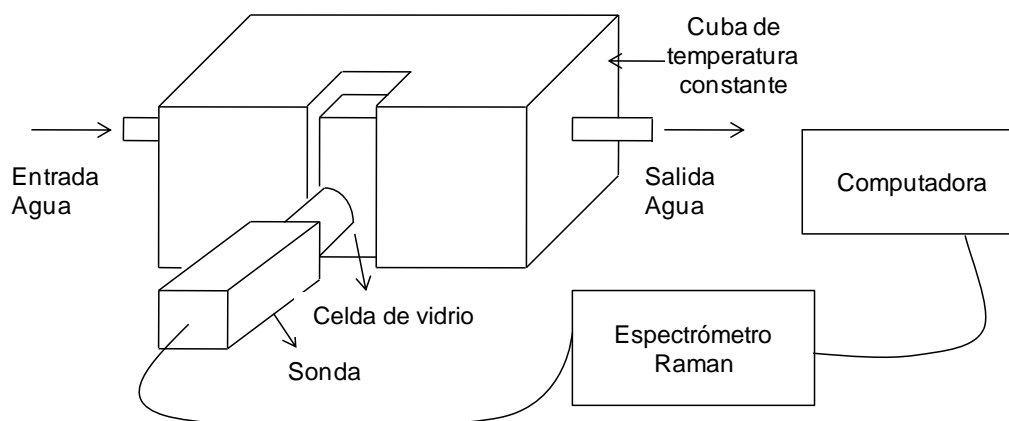 Cuba de
temperatura
constante
Entrada
Agua
Salida
Agua
Computadora
Celda de vidrio
Sonda
Espectrómetro
Raman